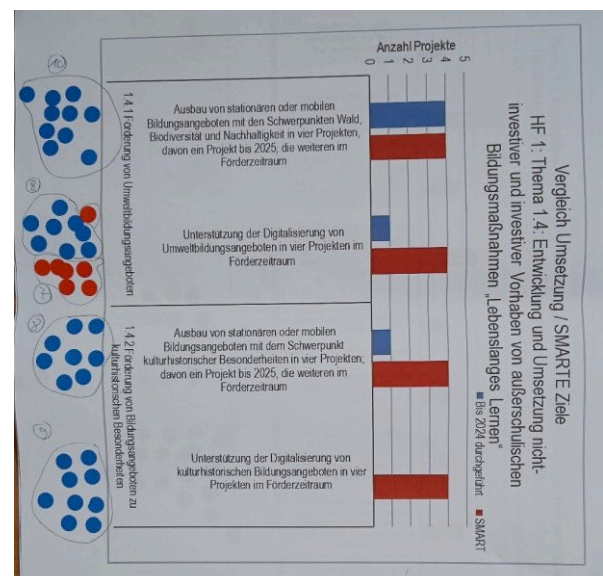 Vergleich Umsetzung / SMARTE Ziele
HF 1: Thema 1.4: Entwicklung und Umsetzung nicht-
investiver und investiver Vorhaben von außerschulischen
Bildungsmaßnahmen „Lebenslanges Lernen"
Bis 2024 durchgeführt
SMART
Anzahl Projekte
0
1
2
3
4
5
1.4.1 Förderung von Umweltbildungsangeboten
Ausbau von stationären oder mobilen
Bildungsangeboten mit den Schwerpunkten Wald,
Biodiversität und Nachhaltigkeit in vier Projekten,
davon ein Projekt bis 2025, die weiteren im
Förderzeitraum
Unterstützung der Digitalisierung von
Umweltbildungsangeboten in vier Projekten im
Förderzeitraum
1.4.2 Förderung von Bildungsangeboten zu
kulturhistorischen Besonderheiten
Ausbau von stationären oder mobilen
Bildungsangeboten mit dem Schwerpunkt
kulturhistorischer Besonderheiten in vier Projekten,
davon ein Projekt bis 2025, die weiteren im
Förderzeitraum
Unterstützung der Digitalisierung von
kulturhistorischen Bildungsangeboten in vier
Projekten im Förderzeitraum
10